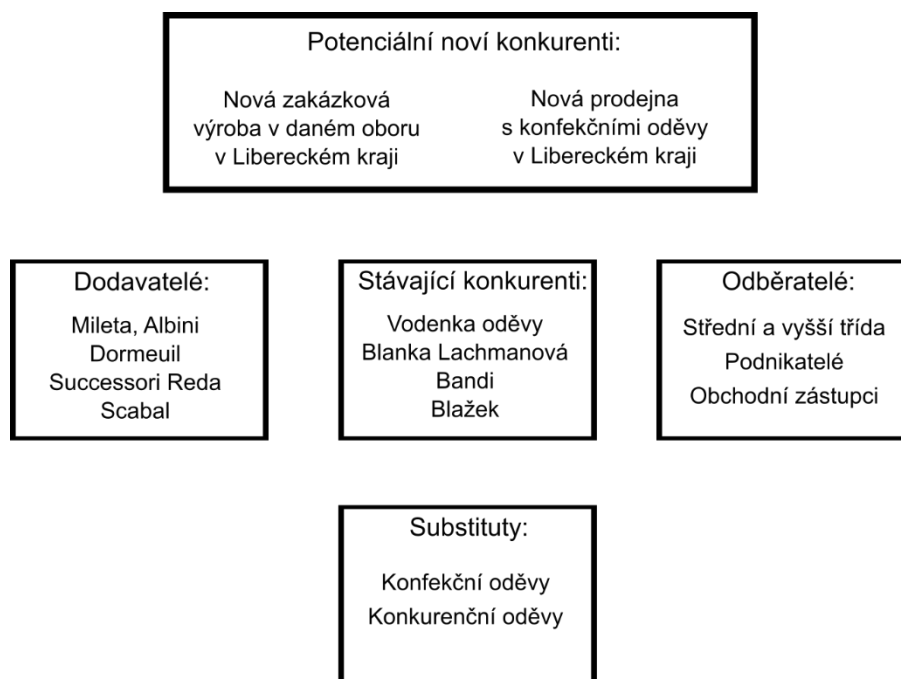 Potenciální noví konkurenti:
Nová zakázková
výroba v daném oboru
v Libereckém kraji
Nová prodejna
s konfekčními oděvy
v Libereckém kraji
Dodavatelé:
Mileta, Albini
Dormeuil
Successori Reda
Scabal
Stávající konkurenti:
Vodenka oděvy
Blanka Lachmanová
Bandi
Blažek
Odběratelé:
Střední a vyšší třída
Podnikatelé
Obchodní zástupci
Substituty:
Konfekční oděvy
Konkurenční oděvy